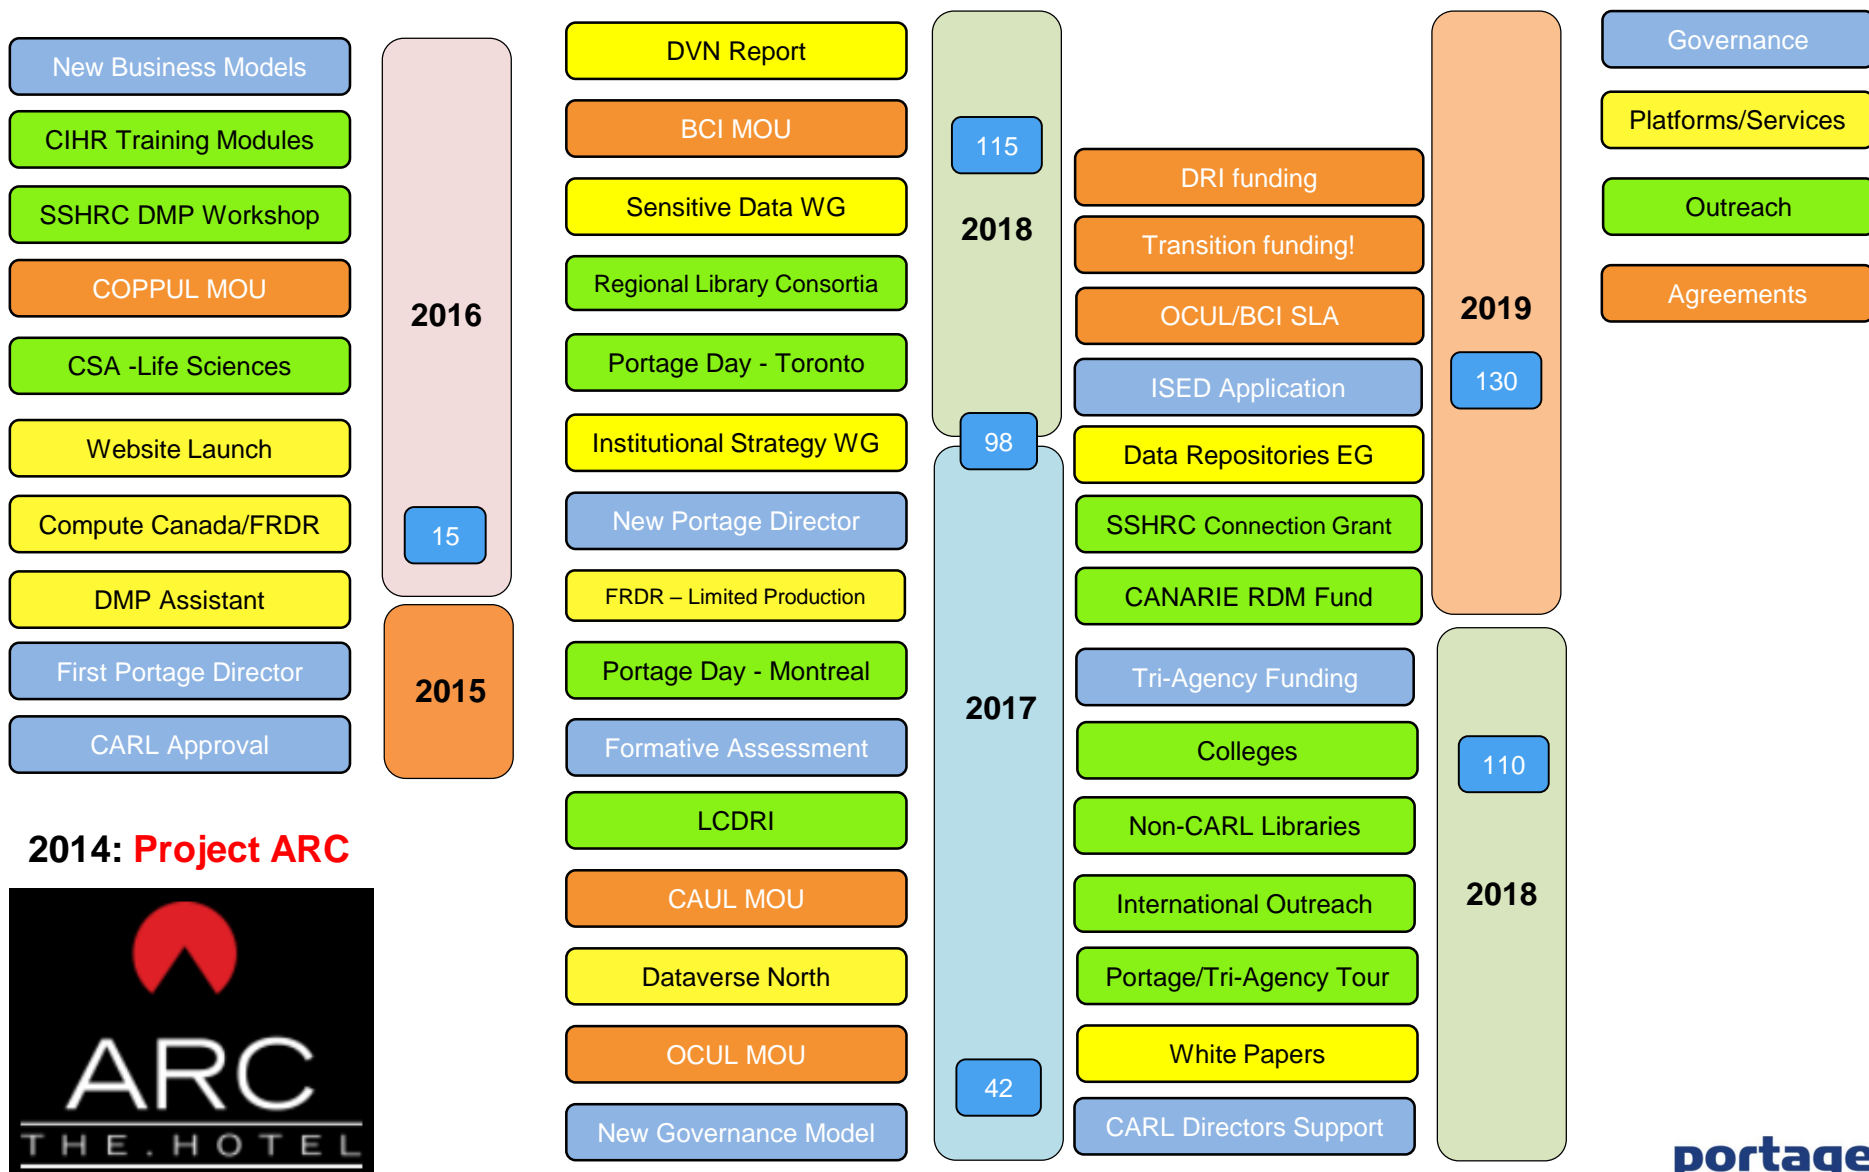 New Business Models
CIHR Training Modules
SSHRC DMP Workshop
COPPUL MOU
CSA -Life Sciences
Website Launch
Compute Canada/FRDR
DMP Assistant
First Portage Director
CARL Approval
2016
15
2015
2014: Project ARC
ARC
THE.HOTEL
DVN Report
BCI MOU
Sensitive Data WG
Regional Library Consortia
Portage Day - Toronto
Institutional Strategy WG
New Portage Director
FRDR – Limited Production
Portage Day - Montreal
Formative Assessment
LCDRI
CAUL MOU
Dataverse North
OCUL MOU
New Governance Model
115
2018
98
2017
42
DRI funding
Transition funding!
OCUL/BCI SLA
ISED Application
Data Repositories EG
SSHRC Connection Grant
CANARIE RDM Fund
Tri-Agency Funding
Colleges
Non-CARL Libraries
International Outreach
Portage/Tri-Agency Tour
White Papers
CARL Directors Support
2019
130
110
2018
Governance
Platforms/Services
Outreach
Agreements
portage